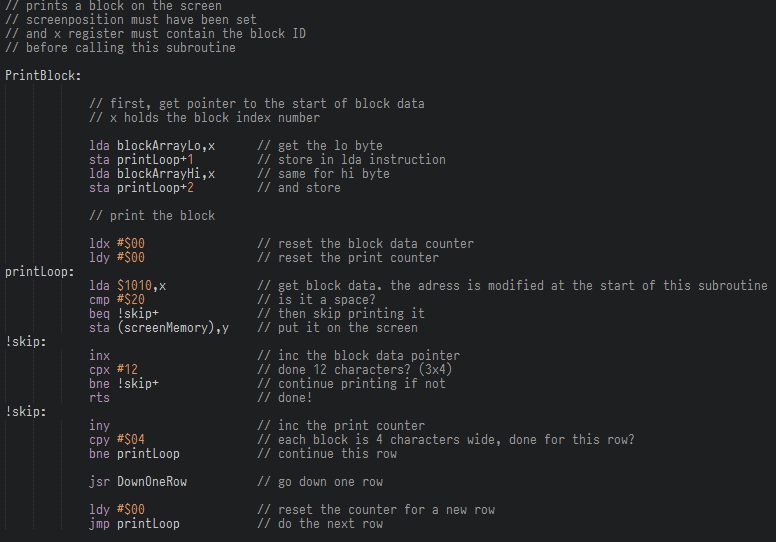 // prints a block on the screen
// screenposition must have been set
// and x register must contain the block ID
// before calling this subroutine
PrintBlock:
// first, get pointer to the start of block data
// x holds the block index number
lda blockArrayLo,x // get the lo byte
sta printLoop+1 // store in lda instruction
lda blockArrayHi,x // same for hi byte
sta printLoop+2 // and store
// print the block
ldx #$00 // reset the block data counter
ldy #$00 // reset the print counter
printLoop:
lda $1010,x // get block data. the adress is modified at the start of this subroutine
cmp #$20 // is it a space?
beq !skip+ // then skip printing it
sta (screenMemory),y // put it on the screen
!skip:
inx // inc the block data pointer
cpx #12 // done 12 characters? (3x4)
bne !skip+ // continue printing if not
rts // done!
!skip:
iny // inc the print counter
cpy #$04 // each block is 4 characters wide, done for this row?
bne printLoop // continue this row
jsr DownOneRow // go down one row
ldy #$00 // reset the counter for a new row
jmp printLoop // do the next row